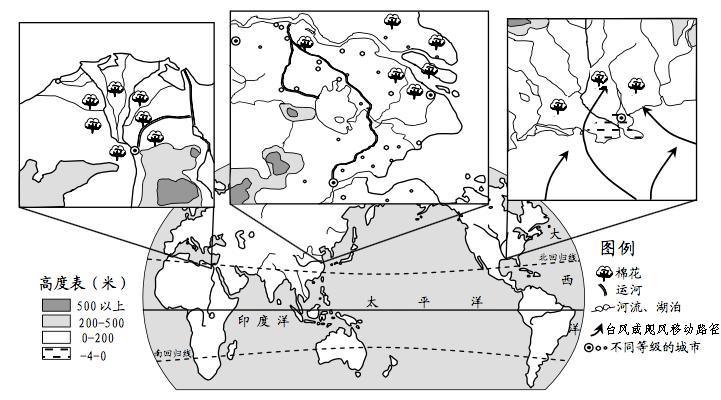 大
西
洋
北回归线
太 平 洋
印度洋
南回归线
高度表（米）
500以上
200-500
0-200
-4-0
图例
棉花
运河
河流、湖泊
台风或飓风移动路径
不同等级的城市